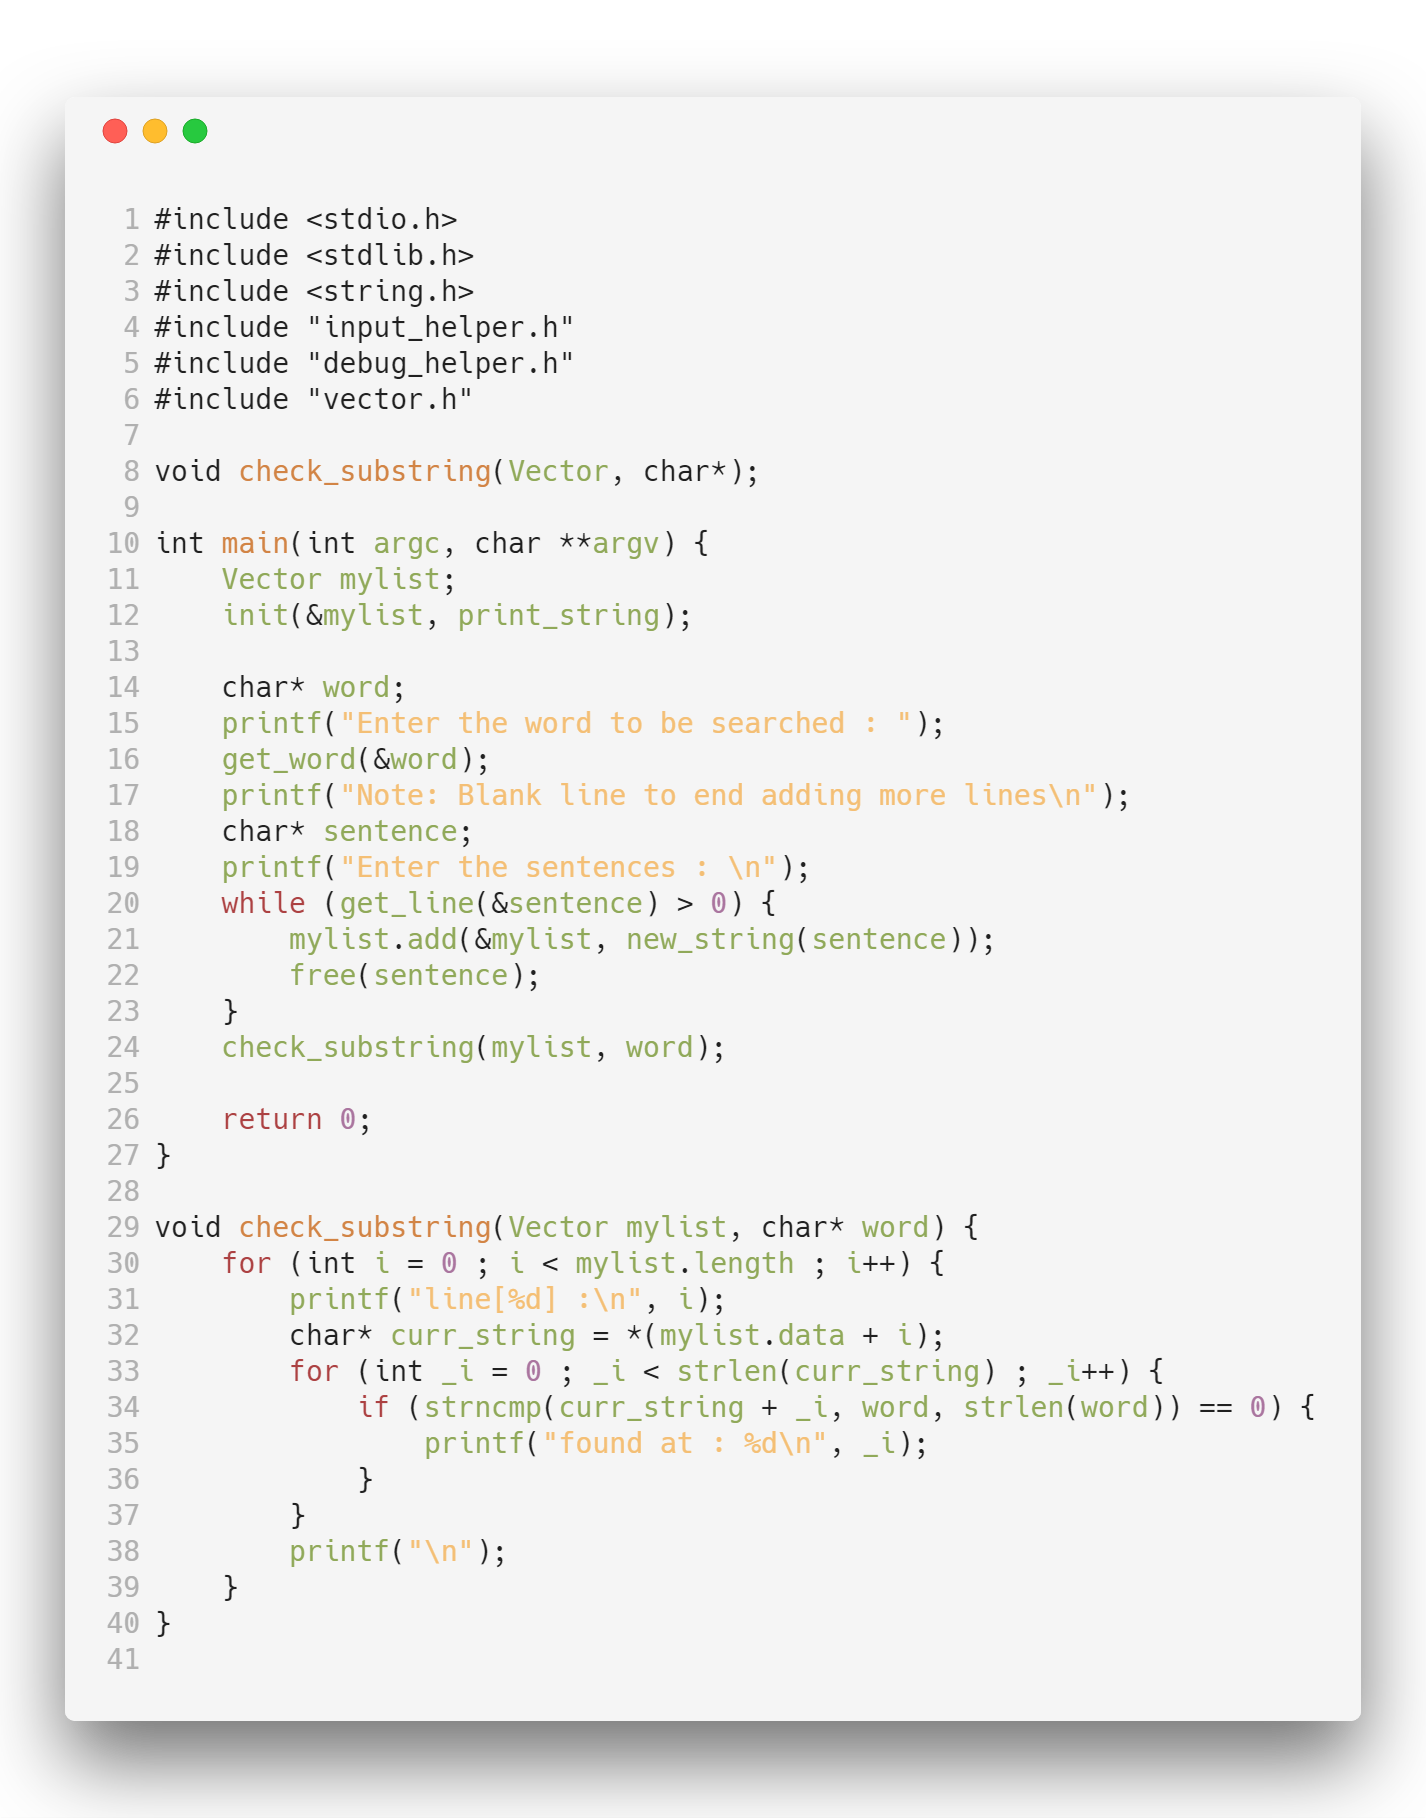 1 #include <stdio.h>
2 #include <stdlib.h>
3 #include <string.h>
4 #include "input_helper.h"
5 #include "debug_helper.h"
6 #include "vector.h"
7
8 void check_substring(Vector, char*);
9
10 int main(int argc, char **argv) {
11     Vector mylist;
12     init(&mylist, print_string);
13
14     char* word;
15     printf("Enter the word to be searched : ");
16     get_word(&word);
17     printf("Note: Blank line to end adding more lines\n");
18     char* sentence;
19     printf("Enter the sentences : \n");
20     while (get_line(&sentence) > 0) {
21         mylist.add(&mylist, new_string(sentence));
22         free(sentence);
23     }
24     check_substring(mylist, word);
25
26     return 0;
27 }
28
29 void check_substring(Vector mylist, char* word) {
30     for (int i = 0 ; i < mylist.length ; i++) {
31         printf("line[%d] :\n", i);
32         char* curr_string = *(mylist.data + i);
33         for (int _i = 0 ; _i < strlen(curr_string) ; _i++) {
34             if (strncmp(curr_string + _i, word, strlen(word)) == 0) {
35                 printf("found at : %d\n", _i);
36             }
37         }
38         printf("\n");
39     }
40 }
41